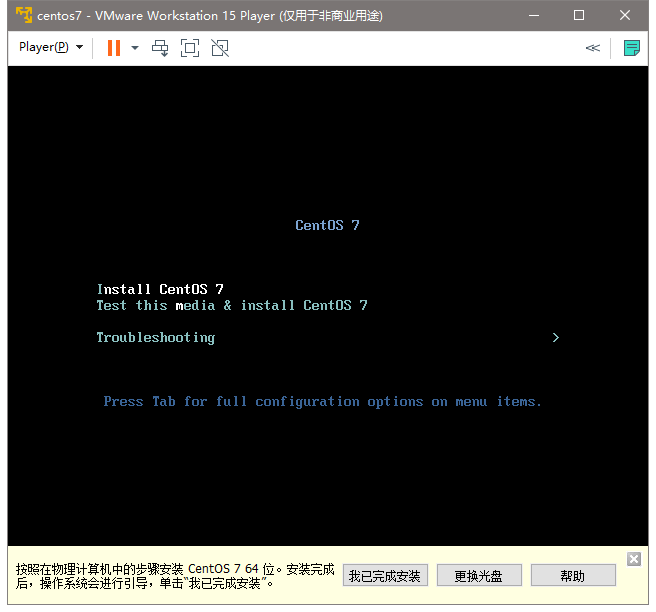 centos7 - VMware Workstation 15 Player (仅用于非商业用途)
Player(P)
CentOS 7
Install CentOS 7
Test this media & install CentOS 7
Troubleshooting >
Press Tab for full configuration options on menu items.
按照在物理计算机中的步骤安装 CentOS 7 64 位。安装完成
后，操作系统会进行引导，单击“我已完成安装”。
我已完成安装 更换光盘 帮助